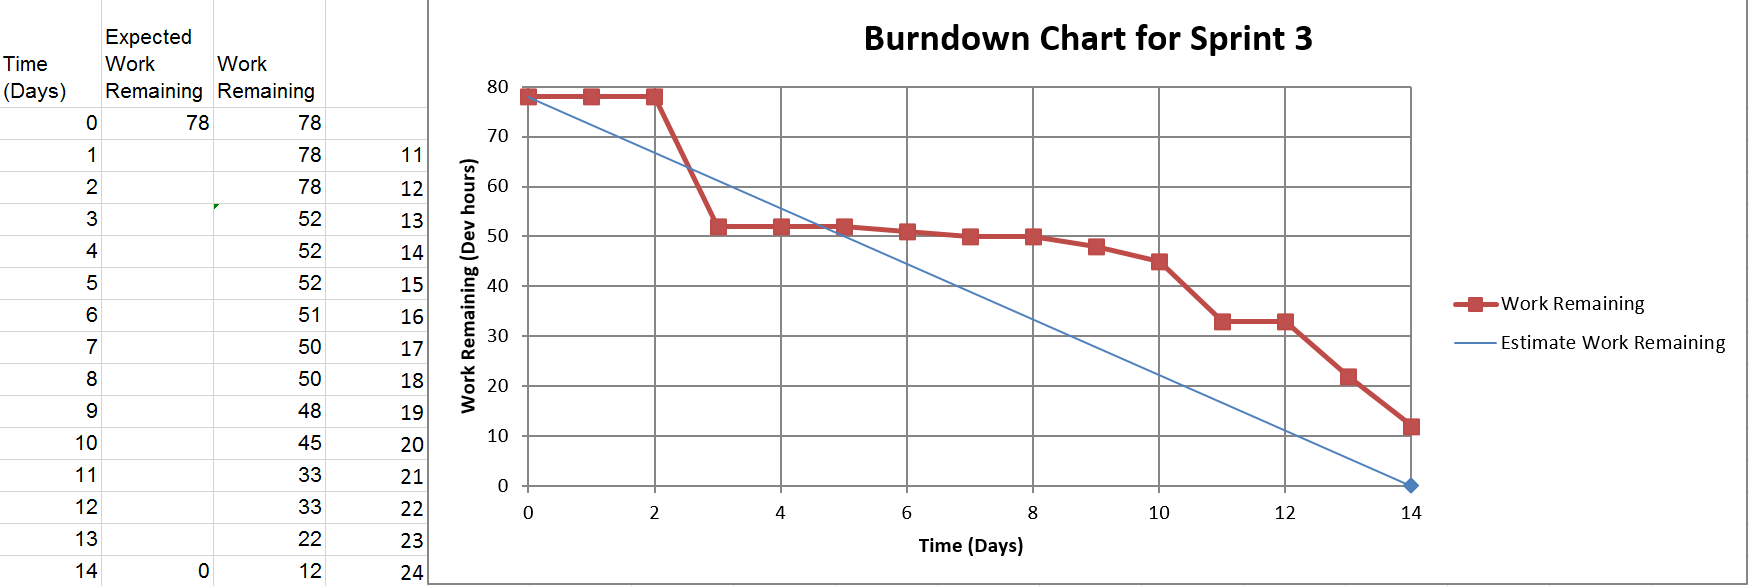 Time (Days) Expected Work Remaining Work Remaining
0 78 78
1 78 11
2 78 12
3 52 13
4 52 14
5 52 15
6 51 16
7 50 17
8 50 18
9 48 19
10 45 20
11 33 21
12 33 22
13 22 23
14 0 12 24
Burndown Chart for Sprint 3
Work Remaining (Dev hours)
80
70
60
50
40
30
20
10
0
0 2 4 6 8 10 12 14
Time (Days)
Work Remaining
Estimate Work Remaining